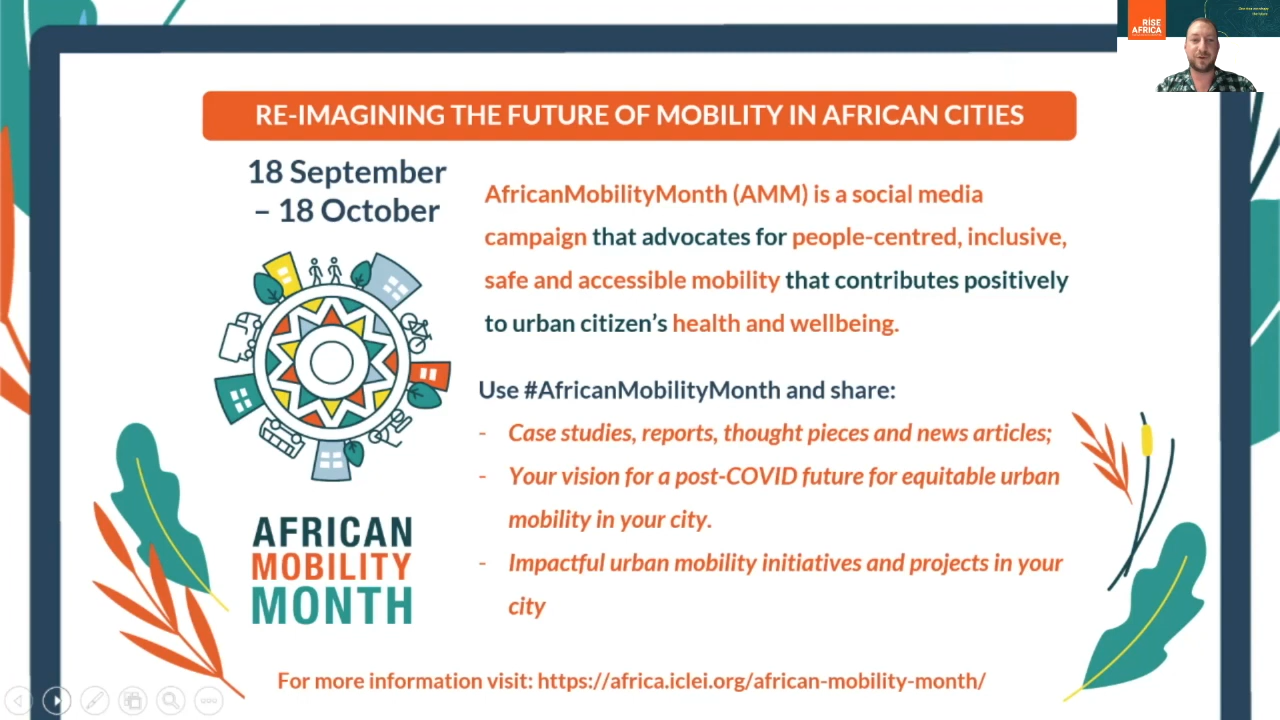 RISE
AFRICA
RE-IMAGINING THE FUTURE OF MOBILITY IN AFRICAN CITIES
18 September
– 18 October
AfricanMobilityMonth (AMM) is a social media
campaign that advocates for people-centred, inclusive,
safe and accessible mobility that contributes positively
to urban citizen's health and wellbeing.
Use #AfricanMobilityMonth and share:
- Case studies, reports, thought pieces and news articles;
- Your vision for a post-COVID future for equitable urban
mobility in your city.
- Impactful urban mobility initiatives and projects in your
city
AFRICAN
MOBILITY
MONTH
For more information visit: https://africa.iclei.org/african-mobility-month/